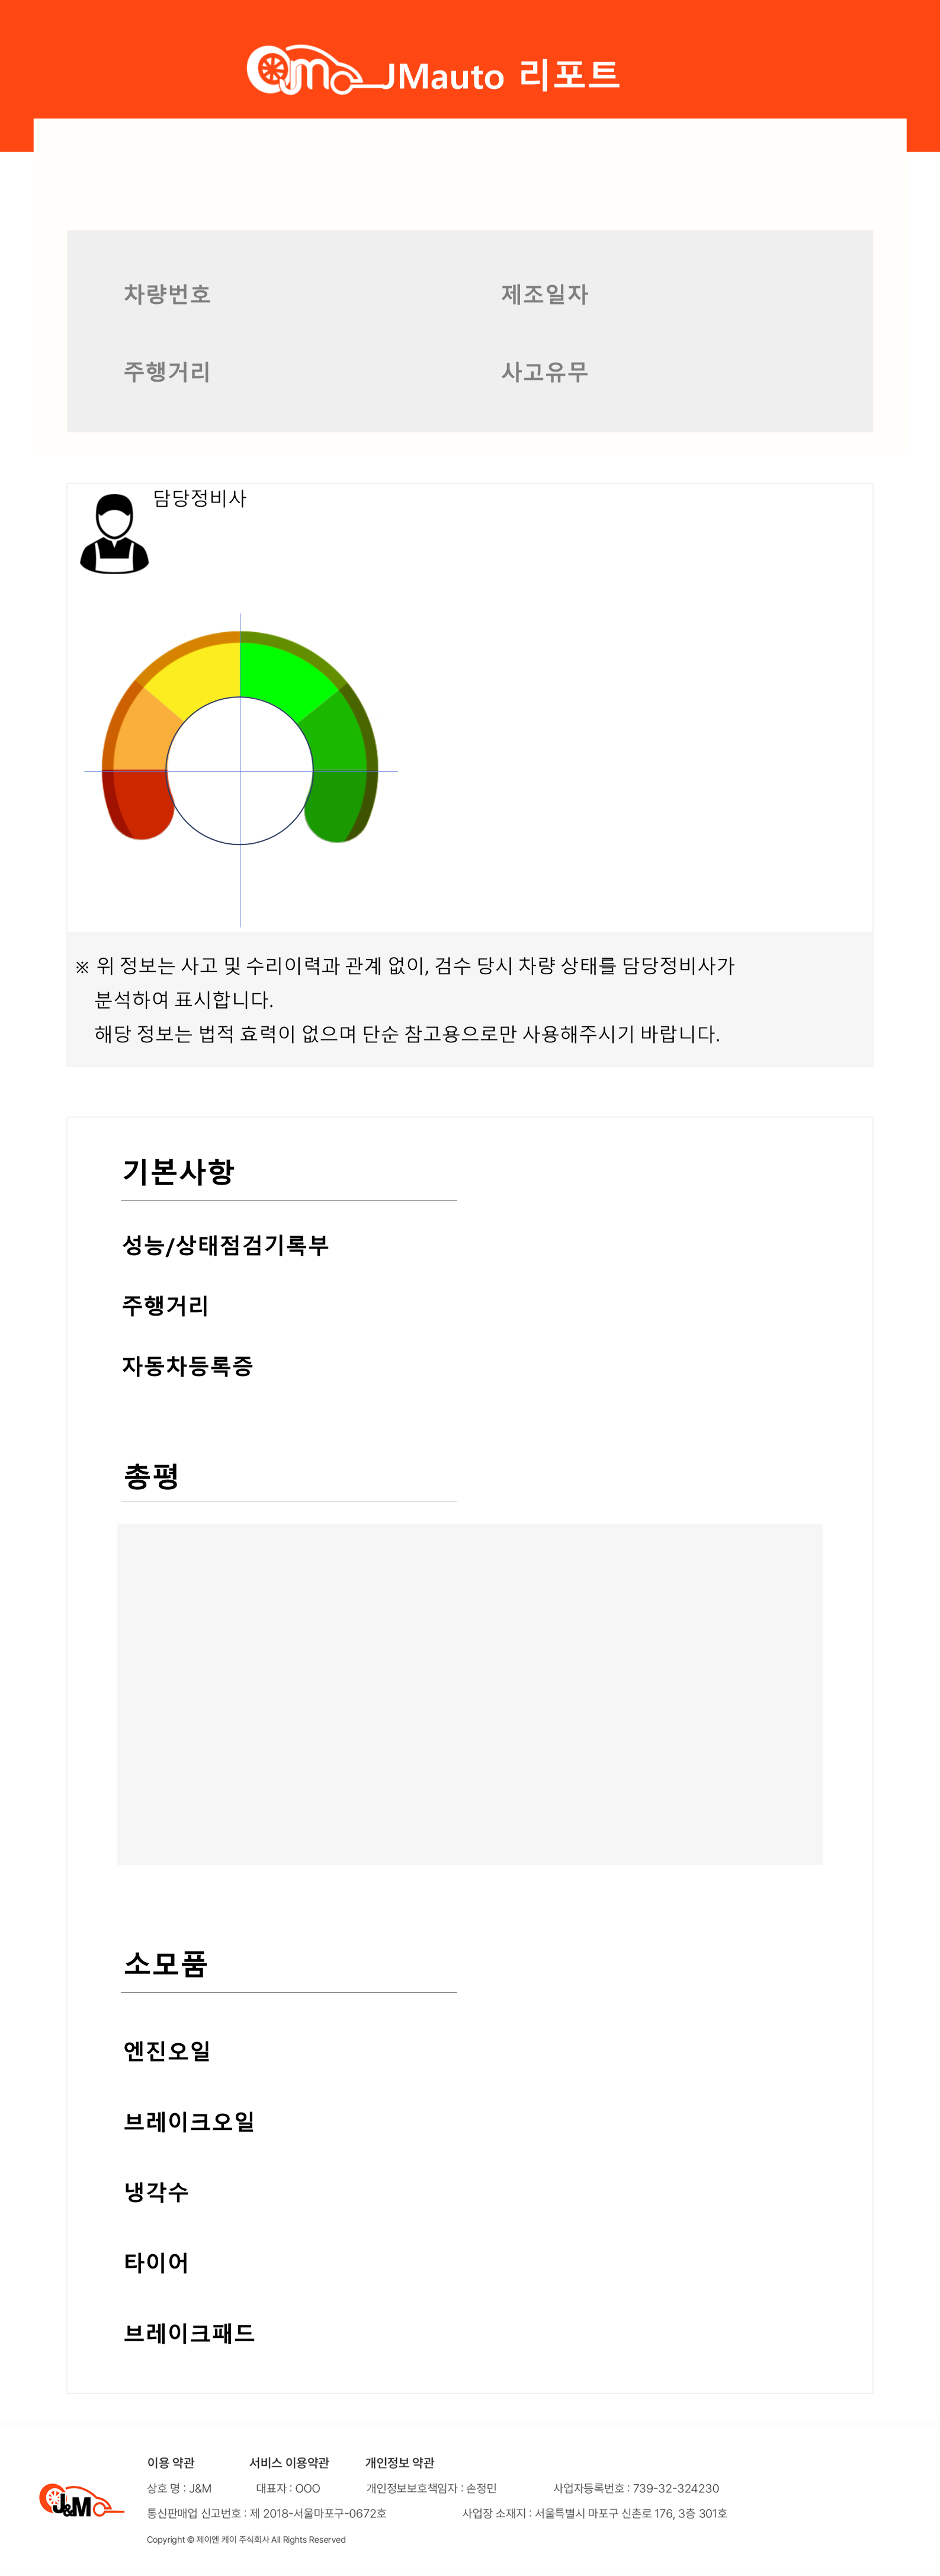 JMauto 리포트
차량번호 제조일자
주행거리 사고유무
담당정비사
※ 위 정보는 사고 및 수리이력과 관계 없이, 검수 당시 차량 상태를 담당정비사가
분석하여 표시합니다.
해당 정보는 법적 효력이 없으며 단순 참고용으로만 사용해주시기 바랍니다.
기본사항
성능/상태점검기록부
주행거리
자동차등록증
총평
소모품
엔진오일
브레이크오일
냉각수
타이어
브레이크패드
이용 약관 서비스 이용약관 개인정보 약관
J&M
상호 명 : J&M 대표자 : OOO 개인정보보호책임자 : 손정민 사업자등록번호 : 739-32-324230
통신판매업 신고번호 : 제 2018-서울마포구-0672호 사업장 소재지 : 서울특별시 마포구 신촌로 176, 3층 301호
Copyright © 제이엔 케이 주식회사 All Rights Reserved